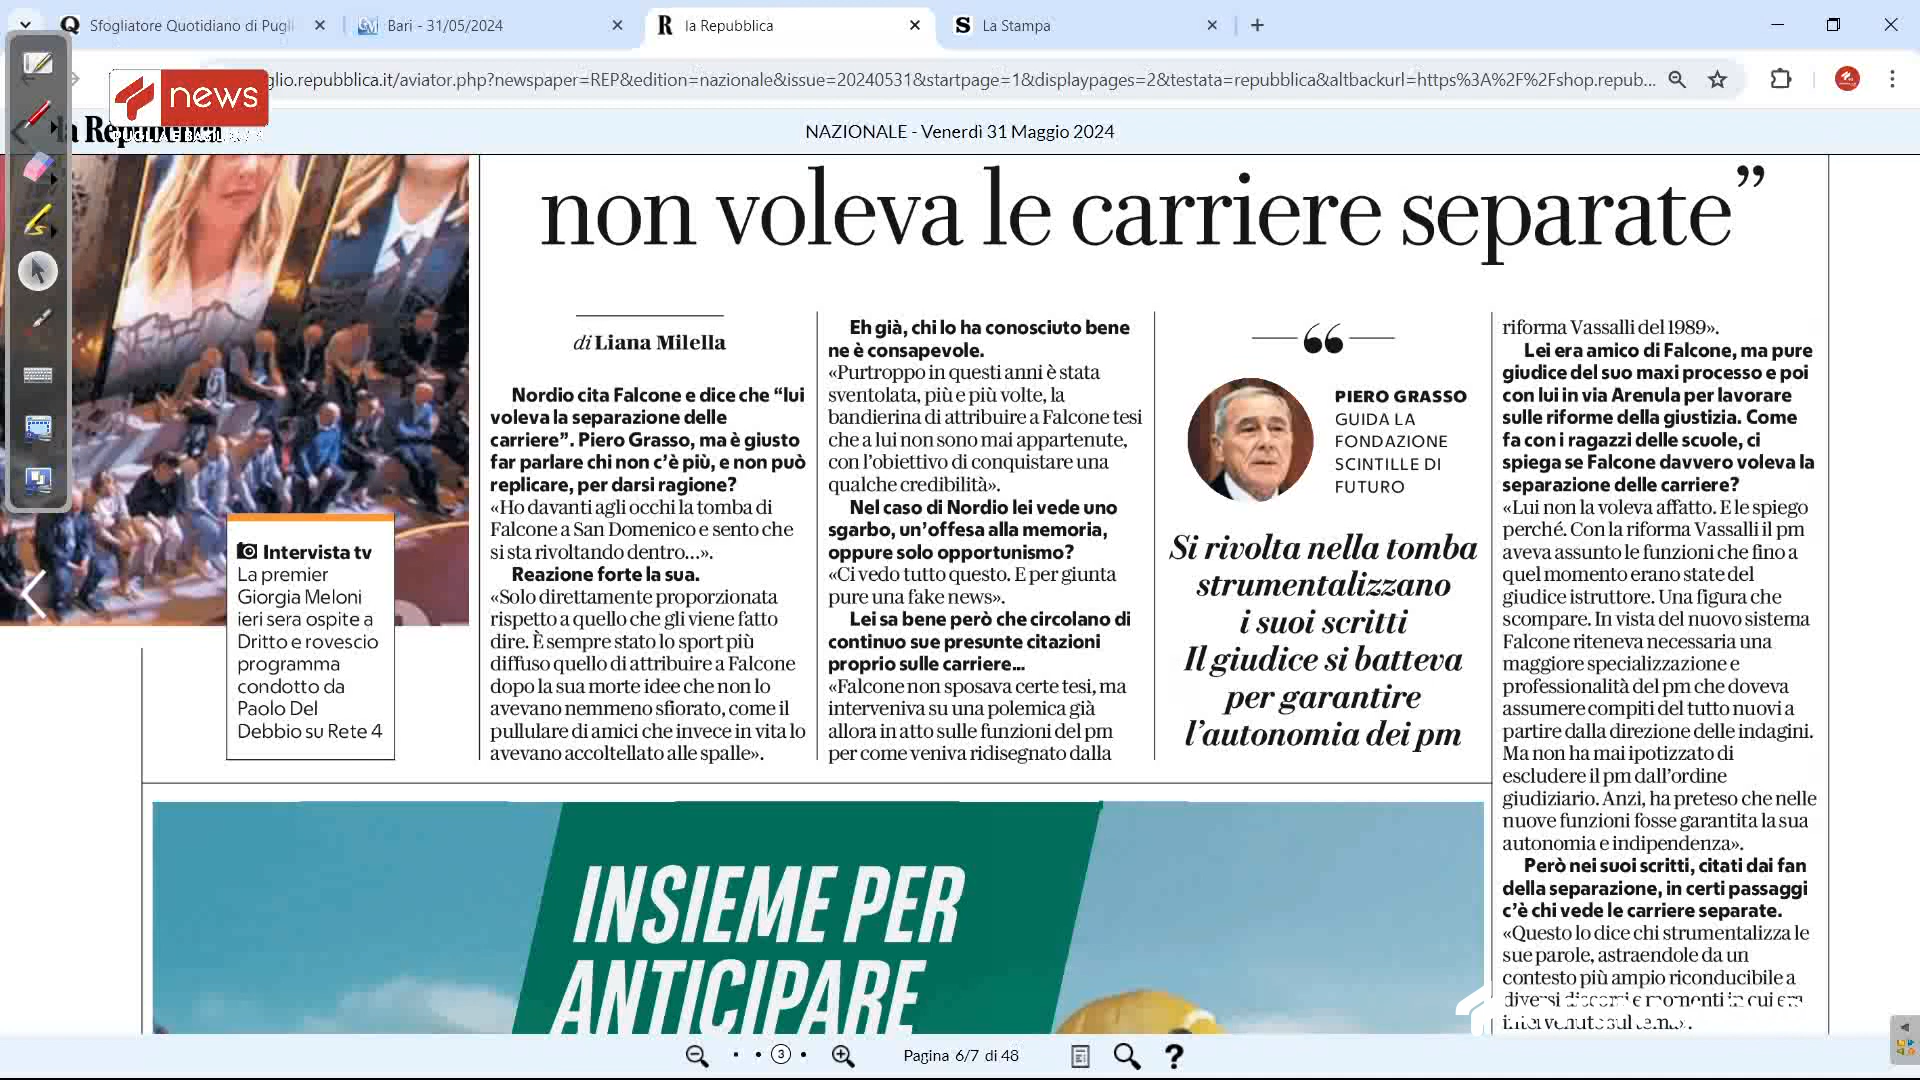 Sfogliatore Quotidiano di Pugli
Bari - 31/05/2024
la Repubblica
La Stampa
glio.repubblica.it/aviator.php?newspaper=REP&edition=nazionale&issue=20240531&startpage=1&displaypages=2&testata=repubblica&altbackurl=https%3A%2F%2Fshop.repub...
news
NAZIONALE - Venerdì 31 Maggio 2024
non voleva le carriere separate”
di Liana Milella
Nordio cita Falcone e dice che “lui
voleva la separazione delle
carriere”. Piero Grasso, ma è giusto
far parlare chi non c’è più, e non può
replicare, per darsi ragione?
«Ho davanti agli occhi la tomba di
Falcone a San Domenico e sento che
si sta rivoltando dentro...».
Reazione forte la sua.
«Solo direttamente proporzionata
rispetto a quello che gli viene fatto
dire. È sempre stato lo sport più
diffuso quello di attribuire a Falcone
dopo la sua morte idee che non lo
avevano nemmeno sfiorato, come il
pullulare di amici che invece in vita lo
avevano accoltellato alle spalle».
Eh già, chi lo ha conosciuto bene
ne è consapevole.
«Purtroppo in questi anni è stata
sventolata, più e più volte, la
bandierina di attribuire a Falcone tesi
che a lui non sono mai appartenute,
con l’obiettivo di conquistare una
qualche credibilità».
Nel caso di Nordio lei vede uno
sgarbo, un’offesa alla memoria,
oppure solo opportunismo?
«Ci vedo tutto questo. E per giunta
pure una fake news».
Lei sa bene però che circolano di
continuo sue presunte citazioni
proprio sulle carriere...
«Falcone non sposava certe tesi, ma
interveniva su una polemica già
allora in atto sulle funzioni del pm
per come veniva ridisegnato dalla
“
PIERO GRASSO
GUIDA LA
FONDAZIONE
SCINTILLE DI
FUTURO
Si rivolta nella tomba
strumentalizzano
i suoi scritti
Il giudice si batteva
per garantire
l’autonomia dei pm
riforma Vassalli del 1989».
Lei era amico di Falcone, ma pure
giudice del suo maxi processo e poi
con lui in via Arenula per lavorare
sulle riforme della giustizia. Come
fa con i ragazzi delle scuole, ci
spiega se Falcone davvero voleva la
separazione delle carriere?
«Lui non la voleva affatto. E le spiego
perché. Con la riforma Vassalli il pm
aveva assunto le funzioni che fino a
quel momento erano state del
giudice istruttore. Una figura che
scompare. In vista del nuovo sistema
Falcone riteneva necessaria una
maggiore specializzazione e
professionalità del pm che doveva
assumere compiti del tutto nuovi a
partire dalla direzione delle indagini.
Ma non ha mai ipotizzato di
escludere il pm dall’ordine
giudiziario. Anzi, ha preteso che nelle
nuove funzioni fosse garantita la sua
autonomia e indipendenza».
Però nei suoi scritti, citati dai fan
della separazione, in certi passaggi
c’è chi vede le carriere separate.
«Questo lo dice chi strumentalizza le
sue parole, astraendole da un
contesto più ampio riconducibile a
diversi discorsi e momenti in cui era
intervenuto sul tema».
Intervista tv
La premier
Giorgia Meloni
ieri sera ospite a
Dritto e rovescio
programma
condotto da
Paolo Del
Debbio su Rete 4
INSIEME PER
ANTICIPARE
3
Pagina 6/7 di 48